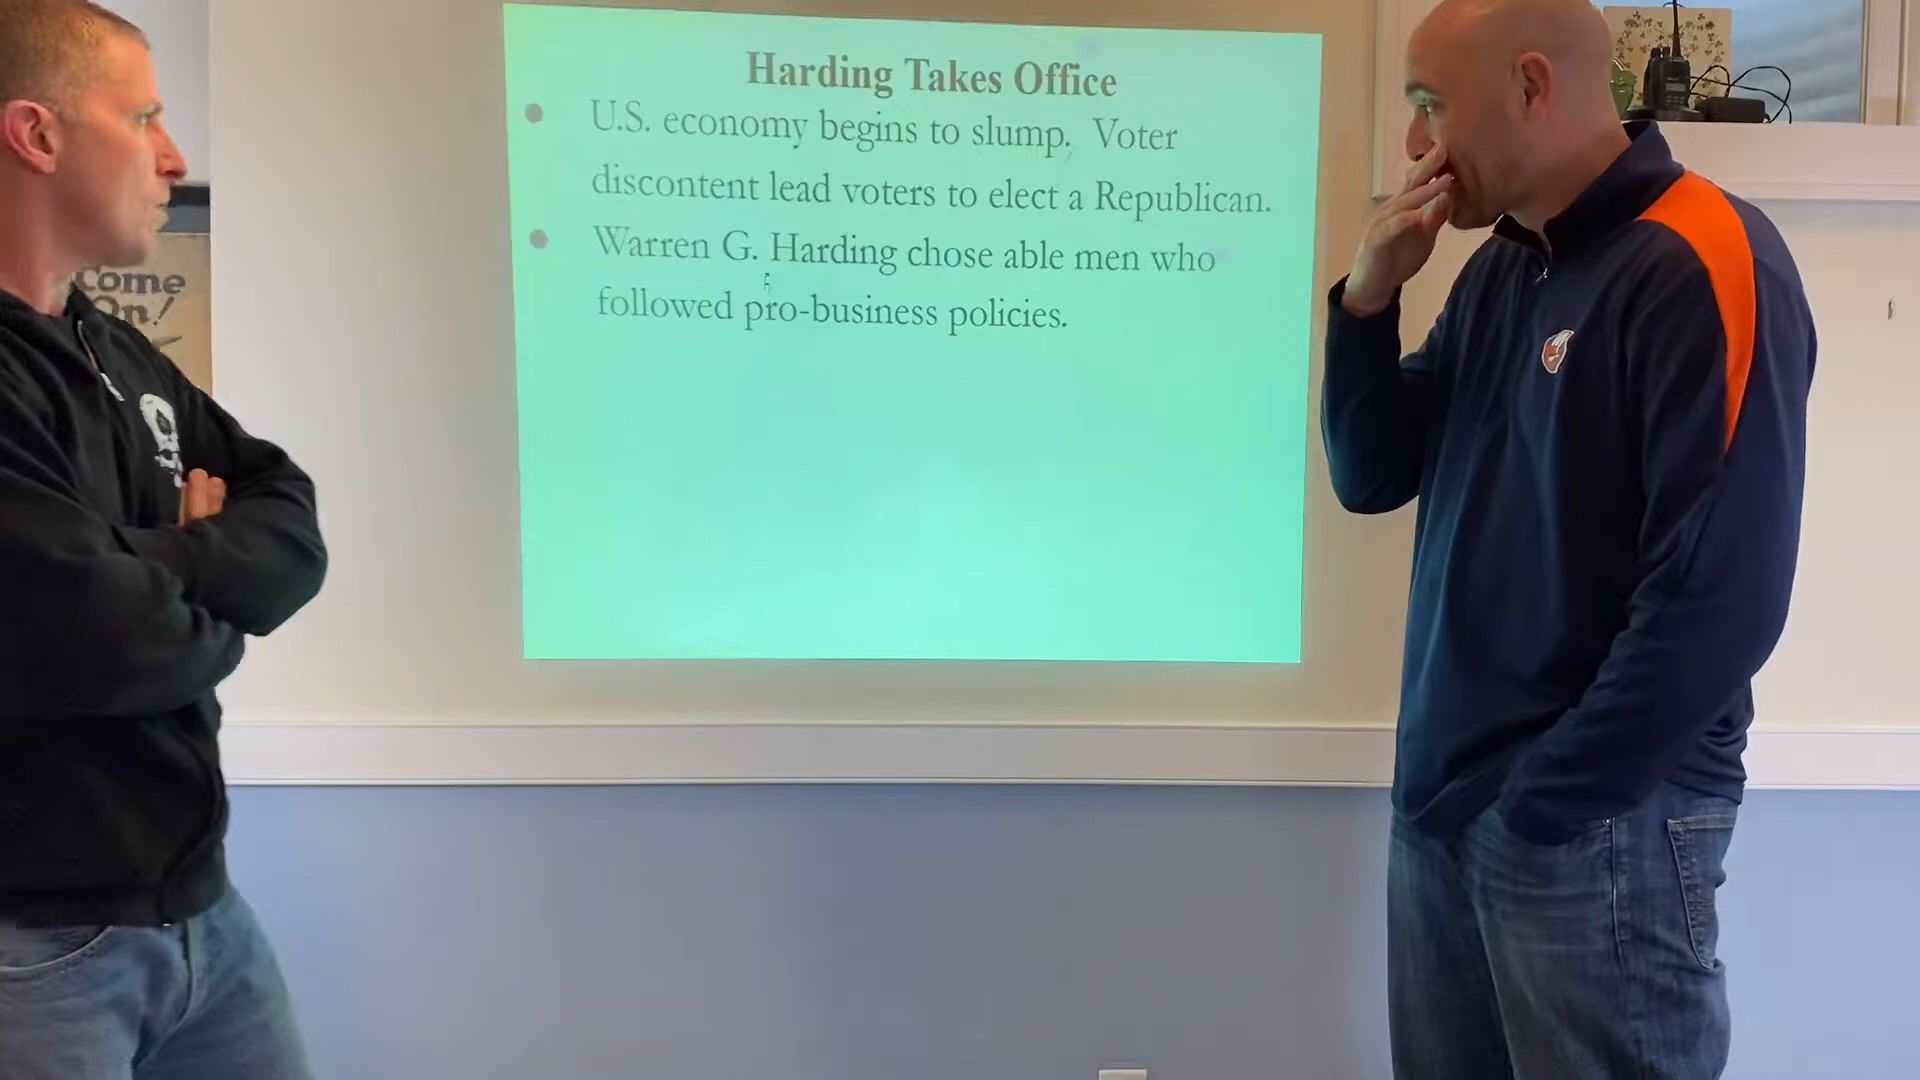 Harding Takes Office
U.S. economy begins to slump. Voter
discontent lead voters to elect a Republican.
Warren G. Harding chose able men who
followed pro-business policies.
Come
On!